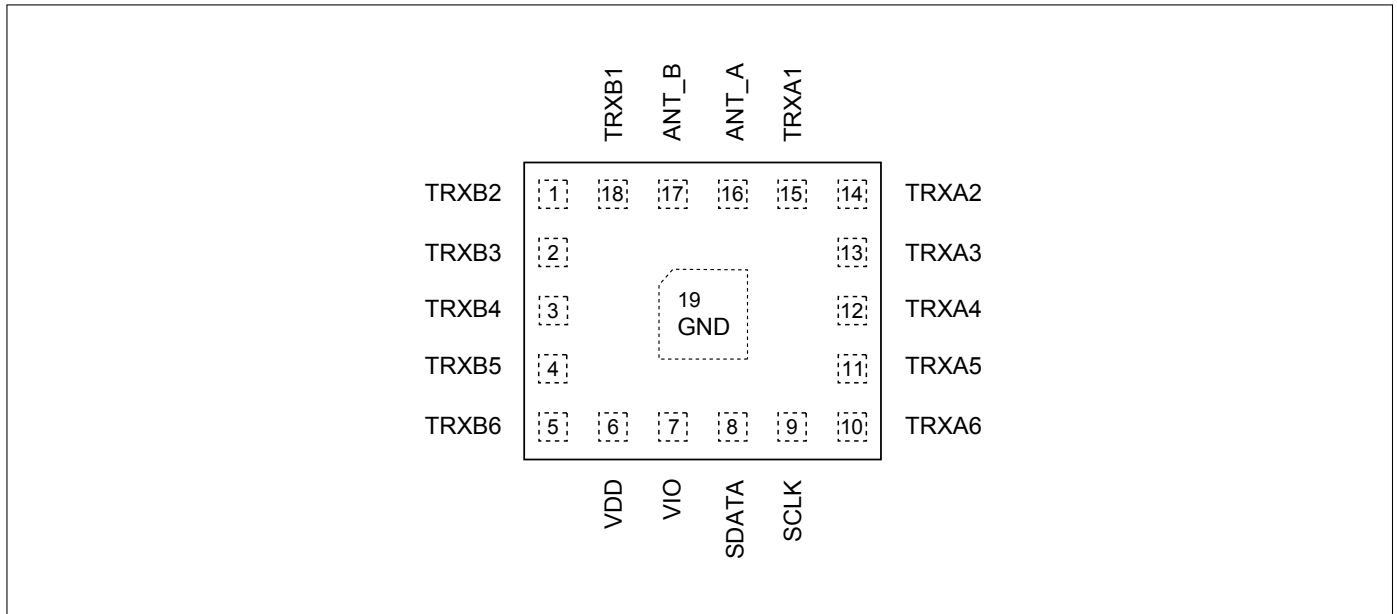 TRXB1
ANT_B
ANT_A
TRXA1
TRXB2 1 18 17 16 15 14 TRXA2
TRXB3 2 13 TRXA3
19
TRXB4 3 12 TRXA4
GND
TRXB5 4 11 TRXA5
TRXB6 5 6 7 8 9 10 TRXA6
VDD
VIO
SDATA
SCLK